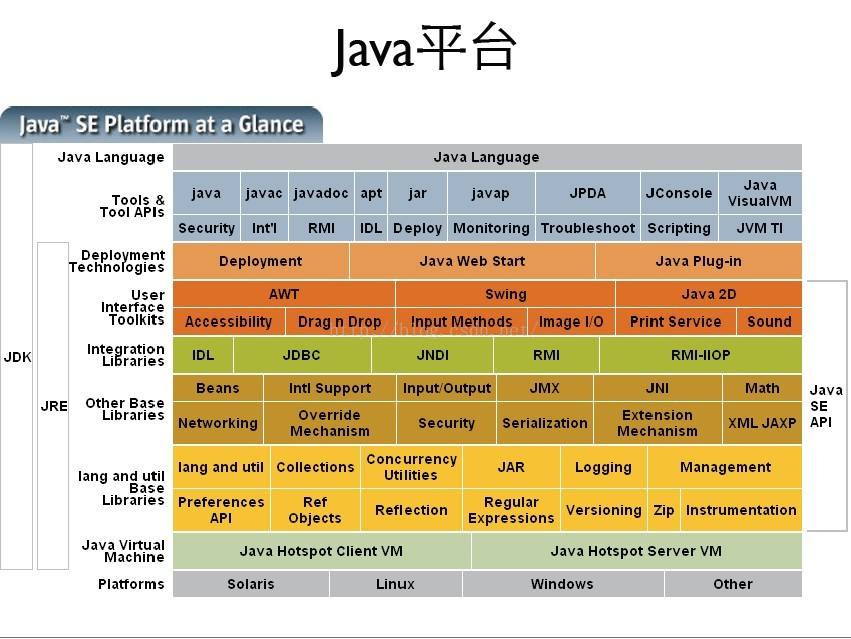 Java平台
Java™ SE Platform at a Glance
Java Language
Java Language
Tools &
Tool APIs
java javac javadoc apt jar javap JPDA JConsole Java VisualVM
Security Int'l RMI IDL Deploy Monitoring Troubleshoot Scripting JVM TI
Deployment
Technologies
Deployment Java Web Start Java Plug-in
User
Interface
Toolkits
AWT Swing Java 2D
Accessibility Drag n Drop Input Methods Image I/O Print Service Sound
Integration
Libraries
IDL JDBC JNDI RMI RMI-IIOP
JDK
JRE
Other Base
Libraries
Beans Intl Support Input/Output JMX JNI Math
Networking Override Mechanism Security Serialization Extension Mechanism XML JAXP
Java
SE
API
lang and util
Base
Libraries
lang and util Collections Concurrency Utilities JAR Logging Management
Preferences API Ref Objects Reflection Regular Expressions Versioning Zip Instrumentation
Java Virtual
Machine
Java Hotspot Client VM Java Hotspot Server VM
Platforms
Solaris Linux Windows Other